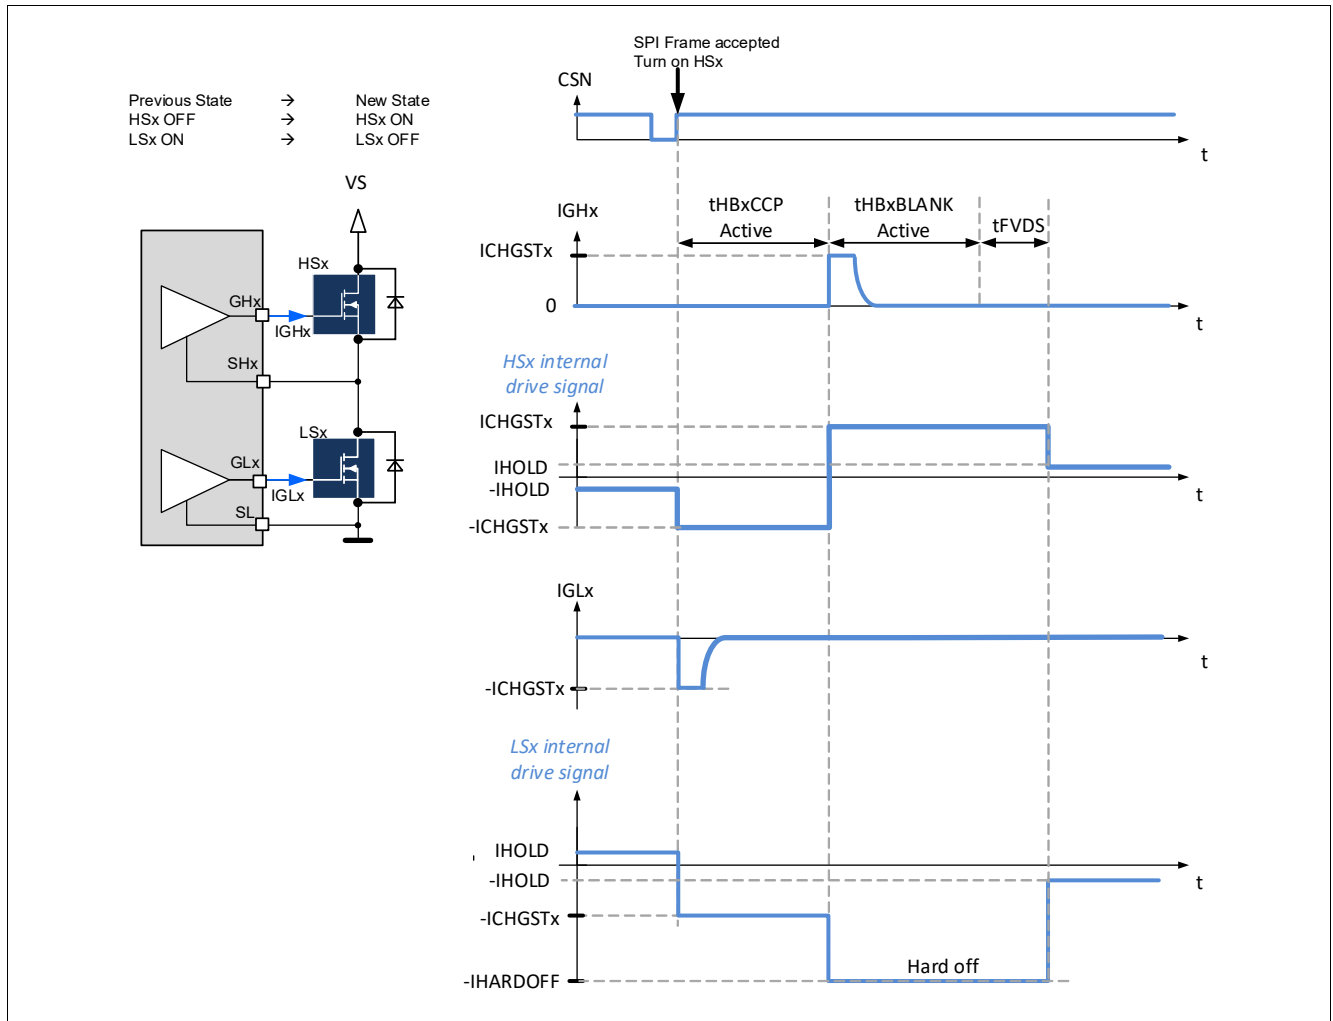 SPI Frame accepted
Turn on HSx
CSN
t
Previous State → New State
HSx OFF → HSx ON
LSx ON → LSx OFF
VS
HSx
GHx
IGHx
SHx
LSx
GLx
IGLx
SL
IGHx
tHBxCCP
Active
tHBxBLANK
Active
tFVDS
ICHGSTx
0
t
HSx internal
drive signal
ICHGSTx
IHOLD
-IHOLD
-ICHGSTx
IGLx
t
-ICHGSTx
LSx internal
drive signal
IHOLD
-IHOLD
t
-ICHGSTx
Hard off
-IHARDOFF